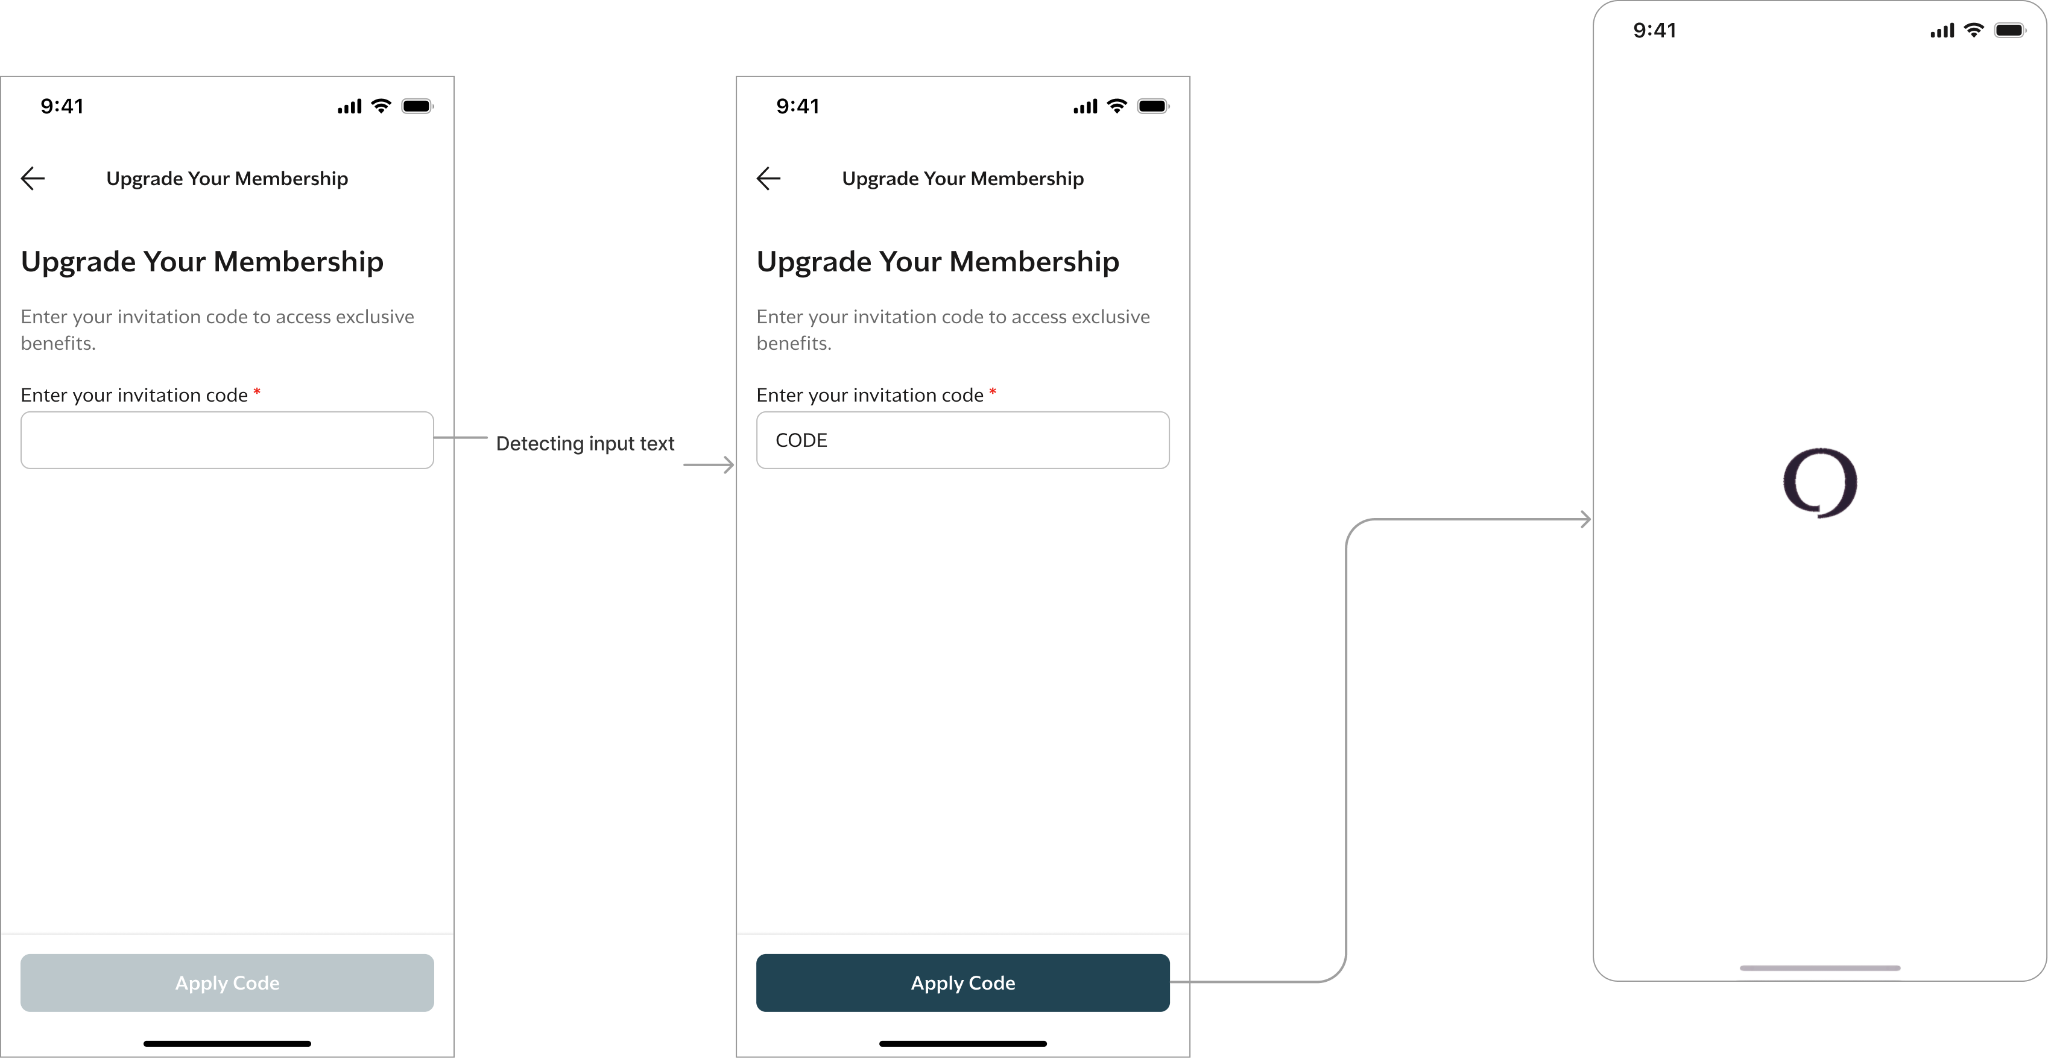 9:41
Upgrade Your Membership
Upgrade Your Membership
Enter your invitation code to access exclusive
benefits.
Enter your invitation code *
Apply Code
Detecting input text
9:41
Upgrade Your Membership
Upgrade Your Membership
Enter your invitation code to access exclusive
benefits.
Enter your invitation code *
CODE
Apply Code
9:41